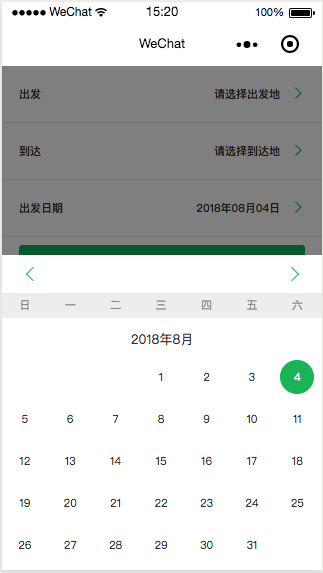 WeChat 15:20 100%
WeChat
出发 请选择出发地
到达 请选择到达地
出发日期 2018年08月04日
日 一 二 三 四 五 六
2018年8月
1 2 3 4
5 6 7 8 9 10 11
12 13 14 15 16 17 18
19 20 21 22 23 24 25
26 27 28 29 30 31